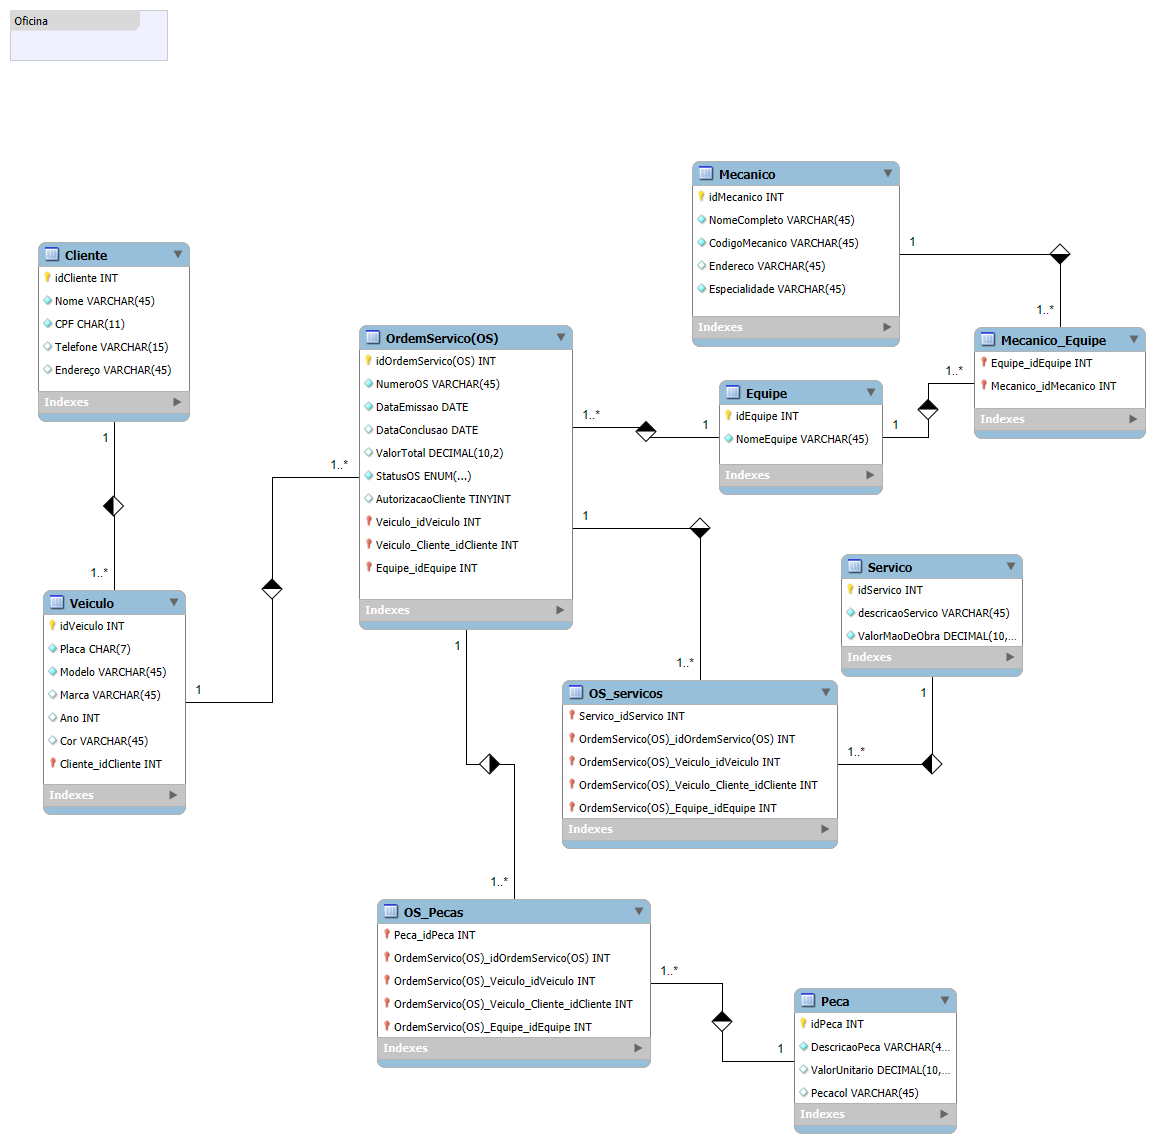 Oficina
Mecanico
idMecanico INT
NomeCompleto VARCHAR(45)
CodigoMecanico VARCHAR(45)
Endereco VARCHAR(45)
Especialidade VARCHAR(45)
Indexes
1
1..*
Cliente
idCliente INT
Nome VARCHAR(45)
CPF CHAR(11)
Telefone VARCHAR(15)
Endereço VARCHAR(45)
Indexes
1
1..*
OrdemServico(OS)
idOrdemServico(OS) INT
NumeroOS VARCHAR(45)
DataEmissao DATE
DataConclusao DATE
ValorTotal DECIMAL(10,2)
StatusOS ENUM(...)
AutorizacaoCliente TINYINT
Veiculo_idVeiculo INT
Veiculo_Cliente_idCliente INT
Equipe_idEquipe INT
Indexes
1..*
1..*
1
1
1
Mecanico_Equipe
Equipe_idEquipe INT
Mecanico_idMecanico INT
Indexes
1..*
Equipe
idEquipe INT
NomeEquipe VARCHAR(45)
Indexes
1
1
Servico
idServico INT
descricaoServico VARCHAR(45)
ValorMaoDeObra DECIMAL(10,...
Indexes
1
Veiculo
idVeiculo INT
Placa CHAR(7)
Modelo VARCHAR(45)
Marca VARCHAR(45)
Ano INT
Cor VARCHAR(45)
Cliente_idCliente INT
Indexes
1..*
OS_servicos
Servico_idServico INT
OrdemServico(OS)_idOrdemServico(OS) INT
OrdemServico(OS)_Veiculo_idVeiculo INT
OrdemServico(OS)_Veiculo_Cliente_idCliente INT
OrdemServico(OS)_Equipe_idEquipe INT
Indexes
1..*
1..*
OS_Pecas
Peca_idPeca INT
OrdemServico(OS)_idOrdemServico(OS) INT
OrdemServico(OS)_Veiculo_idVeiculo INT
OrdemServico(OS)_Veiculo_Cliente_idCliente INT
OrdemServico(OS)_Equipe_idEquipe INT
Indexes
1..*
1
Peca
idPeca INT
DescricaoPeca VARCHAR(4...
ValorUnitario DECIMAL(10,...
Pecacol VARCHAR(45)
Indexes